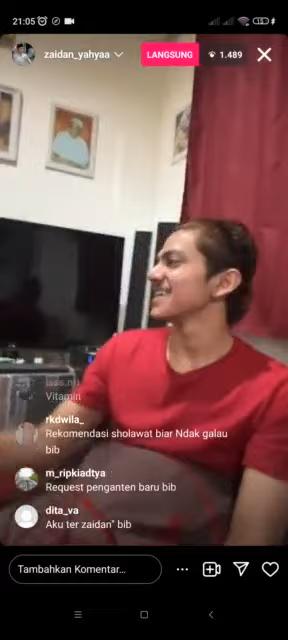 21:05
zaidan_yahyaa
LANGSUNG
1.489
Vitamin
rkdwila_
Rekomendasi sholawat biar Ndak galau
bib
m_ripkiadtya
Request penganten baru bib
dita_va
Aku ter zaidan" bib
Tambahkan Komentar...